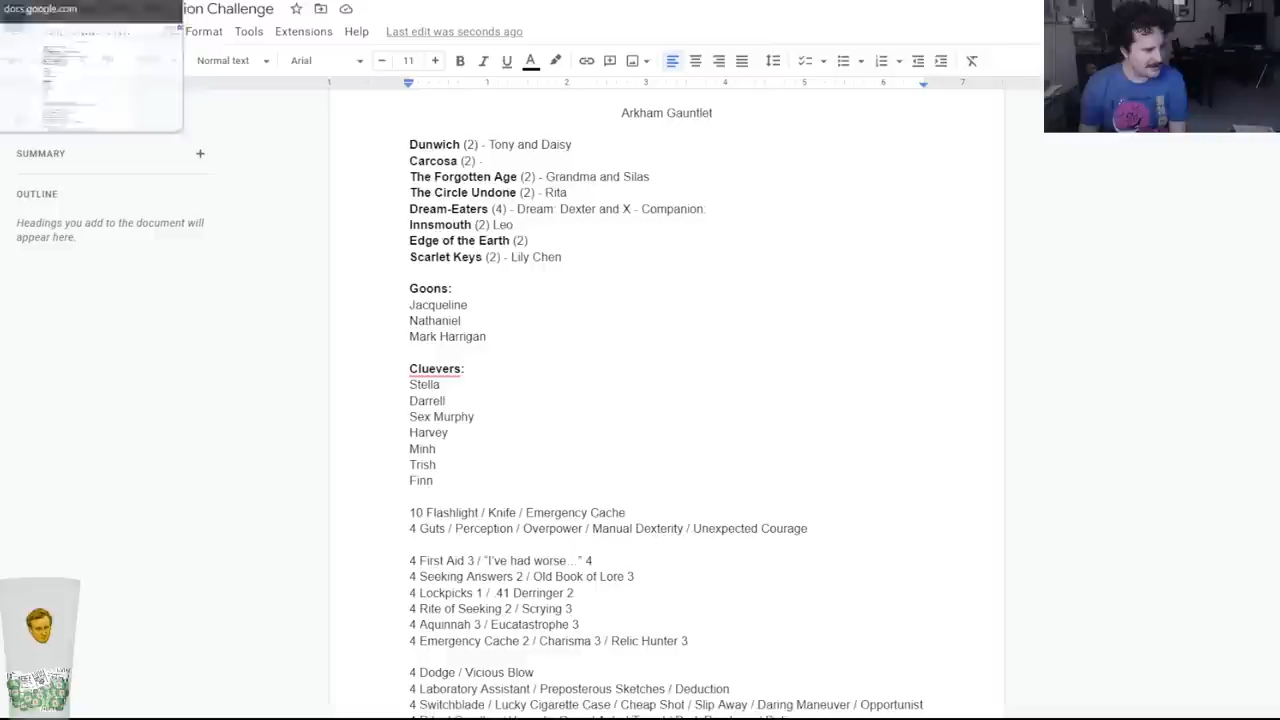 docs.google.com
ion Challenge
Format Tools Extensions Help Last edit was seconds ago
Normal text Arial 11
1 1 2 3 4 5 6 7
Arkham Gauntlet
SUMMARY
OUTLINE
Headings you add to the document will
appear here.
Dunwich (2) - Tony and Daisy
Carcosa (2) -
The Forgotten Age (2) - Grandma and Silas
The Circle Undone (2) - Rita
Dream-Eaters (4) - Dream: Dexter and X - Companion:
Innsmouth (2) Leo
Edge of the Earth (2)
Scarlet Keys (2) - Lily Chen
Goons:
Jacqueline
Nathaniel
Mark Harrigan
Cluevers:
Stella
Darrell
Sex Murphy
Harvey
Minh
Trish
Finn
10 Flashlight / Knife / Emergency Cache
4 Guts / Perception / Overpower / Manual Dexterity / Unexpected Courage
4 First Aid 3 / "I've had worse…" 4
4 Seeking Answers 2 / Old Book of Lore 3
4 Lockpicks 1 / .41 Derringer 2
4 Rite of Seeking 2 / Scrying 3
4 Aquinnah 3 / Eucatastrophe 3
4 Emergency Cache 2 / Charisma 3 / Relic Hunter 3
4 Dodge / Vicious Blow
4 Laboratory Assistant / Preposterous Sketches / Deduction
4 Switchblade / Lucky Cigarette Case / Cheap Shot / Slip Away / Daring Maneuver / Opportunist